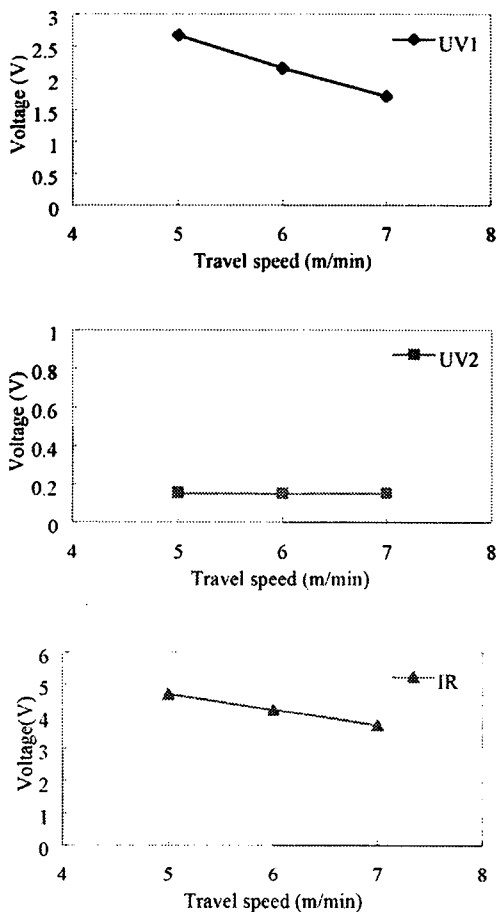 3
UV1
2.5
2
1.5
1
0.5
0
Voltage (V)
4 5 6 7 8
Travel speed (m/min)
1
UV2
0.8
0.6
0.4
0.2
0
Voltage (V)
4 5 6 7 8
Travel speed (m/min)
6
IR
5
4
3
2
1
0
Voltage(V)
4 5 6 7 8
Travel speed (m/min)